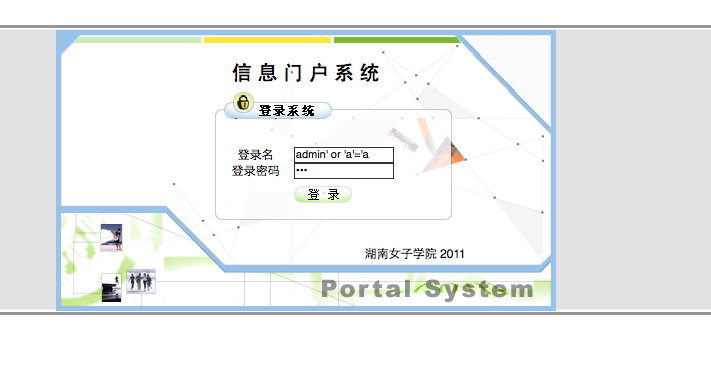 信息门户系统
登录系统
登录名 admin' or 'a'='a
登录密码 •••
登 录
湖南女子学院 2011
Portal System